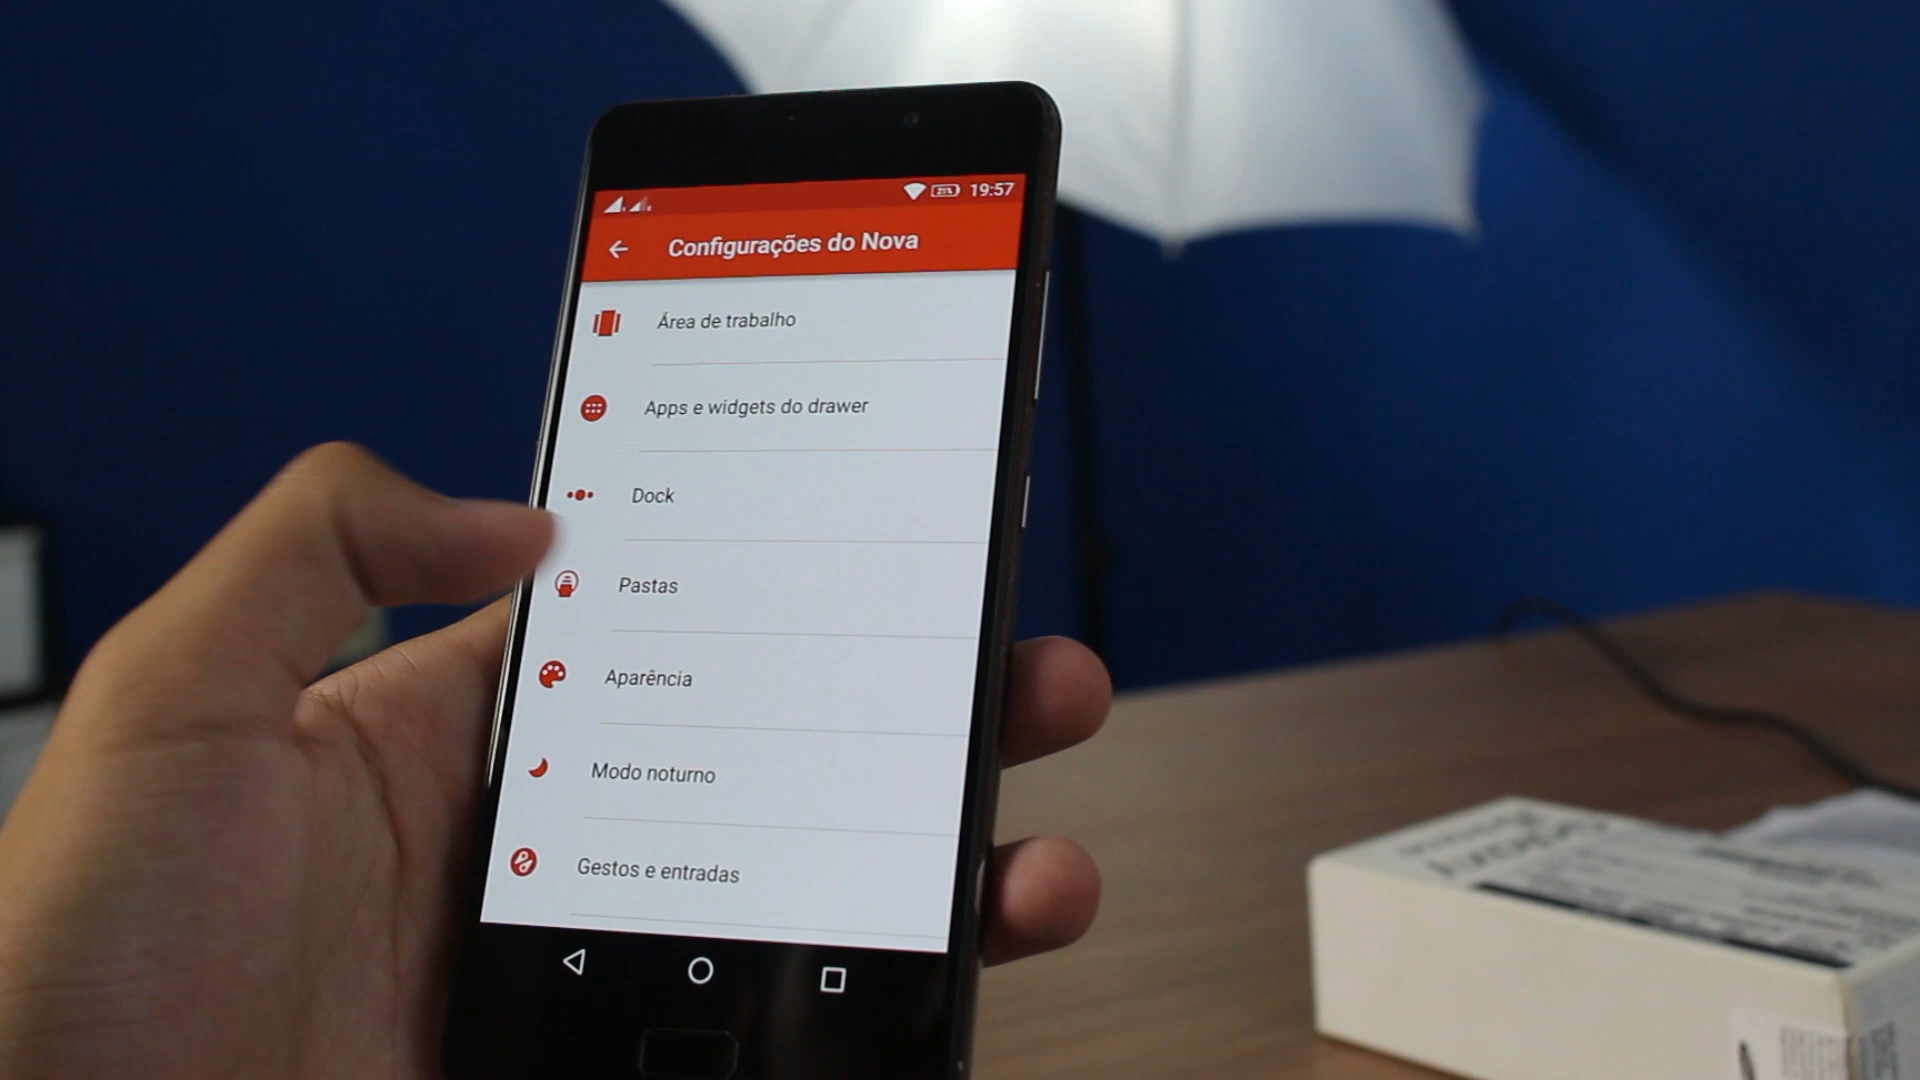 21% 19:57
Configurações do Nova
Área de trabalho
Apps e widgets do drawer
Dock
Pastas
Aparência
Modo noturno
Gestos e entradas